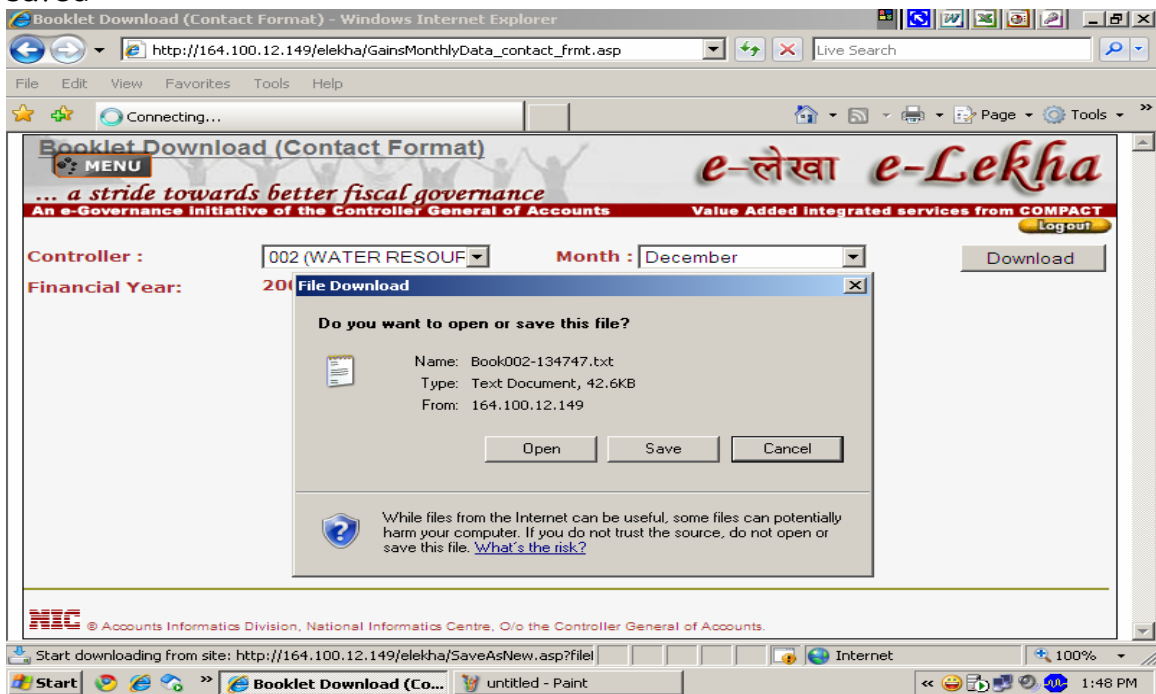 saved
Booklet Download (Contact Format) - Windows Internet Explorer
http://164.100.12.149/elekha/GainsMonthlyData_contact_frmt.asp
Live Search
File Edit View Favorites Tools Help
Connecting...
Page Tools
Booklet Download (Contact Format)
MENU
e-लेखा e-Lekha
... a stride towards better fiscal governance
An e-Governance initiative of the Controller General of Accounts Value Added Integrated services from COMPACT
Logout
Controller : 002 (WATER RESOUF Month : December Download
Financial Year: 200
File Download
Do you want to open or save this file?
Name: Book002-134747.txt
Type: Text Document, 42.6KB
From: 164.100.12.149
Open Save Cancel
While files from the Internet can be useful, some files can potentially
harm your computer. If you do not trust the source, do not open or
save this file. What's the risk?
NIC © Accounts Informatics Division, National Informatics Centre, O/o the Controller General of Accounts.
Start downloading from site: http://164.100.12.149/elekha/SaveAsNew.asp?fileI Internet 100%
Start Booklet Download (Co... untitled - Paint 1:48 PM